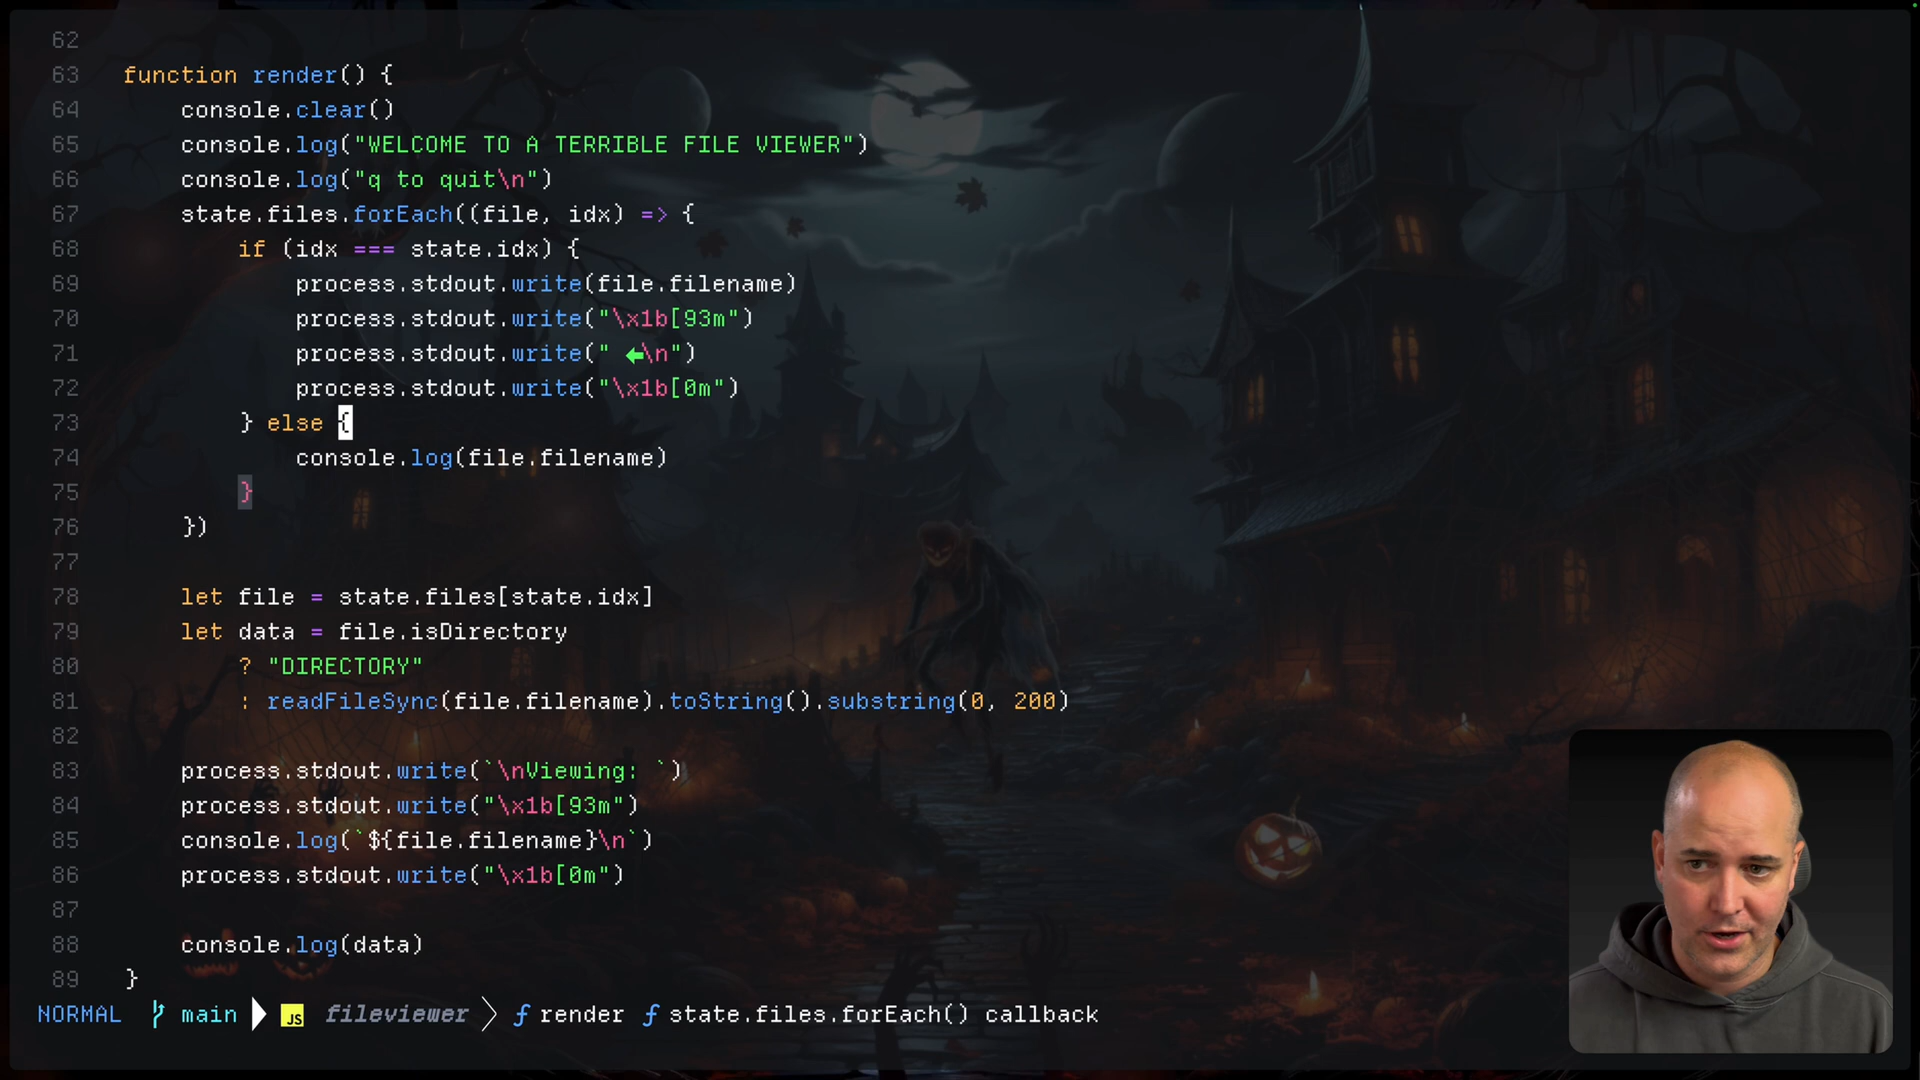 62
63 function render() {
64 console.clear()
65 console.log("WELCOME TO A TERRIBLE FILE VIEWER")
66 console.log("q to quit\n")
67 state.files.forEach((file, idx) => {
68 if (idx === state.idx) {
69 process.stdout.write(file.filename)
70 process.stdout.write("\x1b[93m")
71 process.stdout.write(" 🡄\n")
72 process.stdout.write("\x1b[0m")
73 } else {
74 console.log(file.filename)
75 }
76 })
77
78 let file = state.files[state.idx]
79 let data = file.isDirectory
80 ? "DIRECTORY"
81 : readFileSync(file.filename).toString().substring(0, 200)
82
83 process.stdout.write(`\nViewing: `)
84 process.stdout.write("\x1b[93m")
85 console.log(`${file.filename}\n`)
86 process.stdout.write("\x1b[0m")
87
88 console.log(data)
89 }
NORMAL main JS fileviewer ƒ render ƒ state.files.forEach() callback